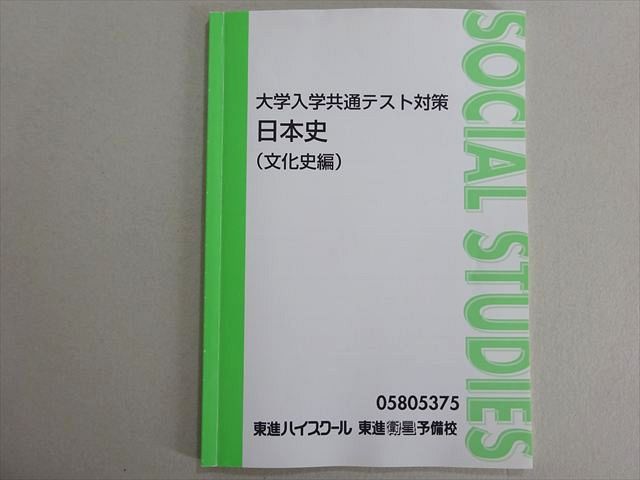 大学入学共通テスト対策
日本史
(文化史編)
SOCIAL STUDIES
05805375
東進ハイスクール 東進衛星予備校